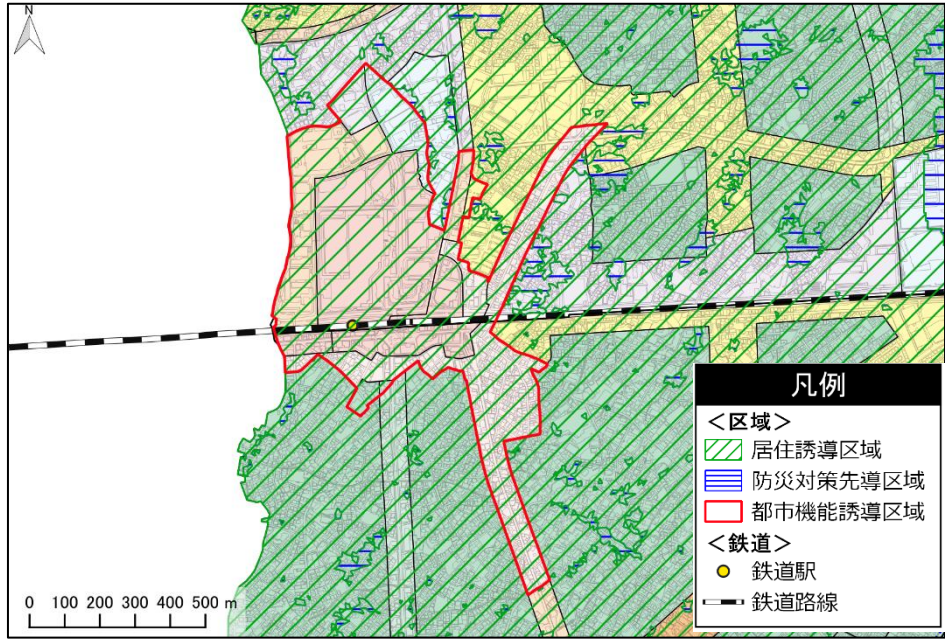 N
凡例
＜区域＞
居住誘導区域
防災対策先導区域
都市機能誘導区域
＜鉄道＞
鉄道駅
鉄道路線
0 100 200 300 400 500 m